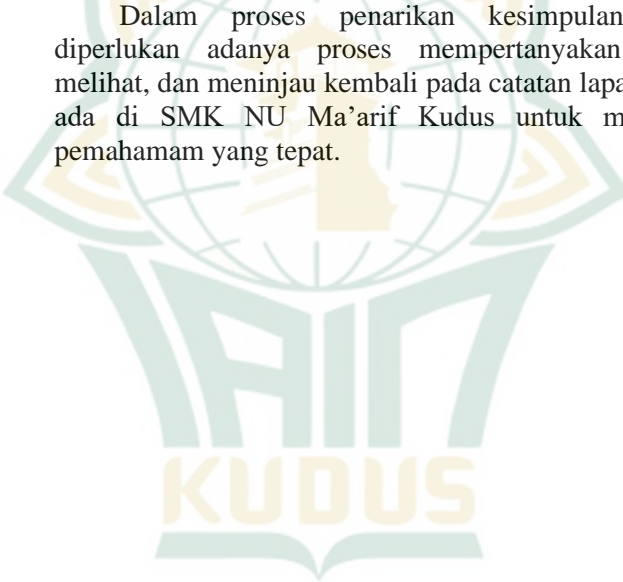 Dalam proses penarikan kesimpulan
diperlukan adanya proses mempertanyakan
melihat, dan meninjau kembali pada catatan
ada di SMK NU Ma'arif Kudus untuk
pemahamam yang tepat.
IAIN
KUDUS